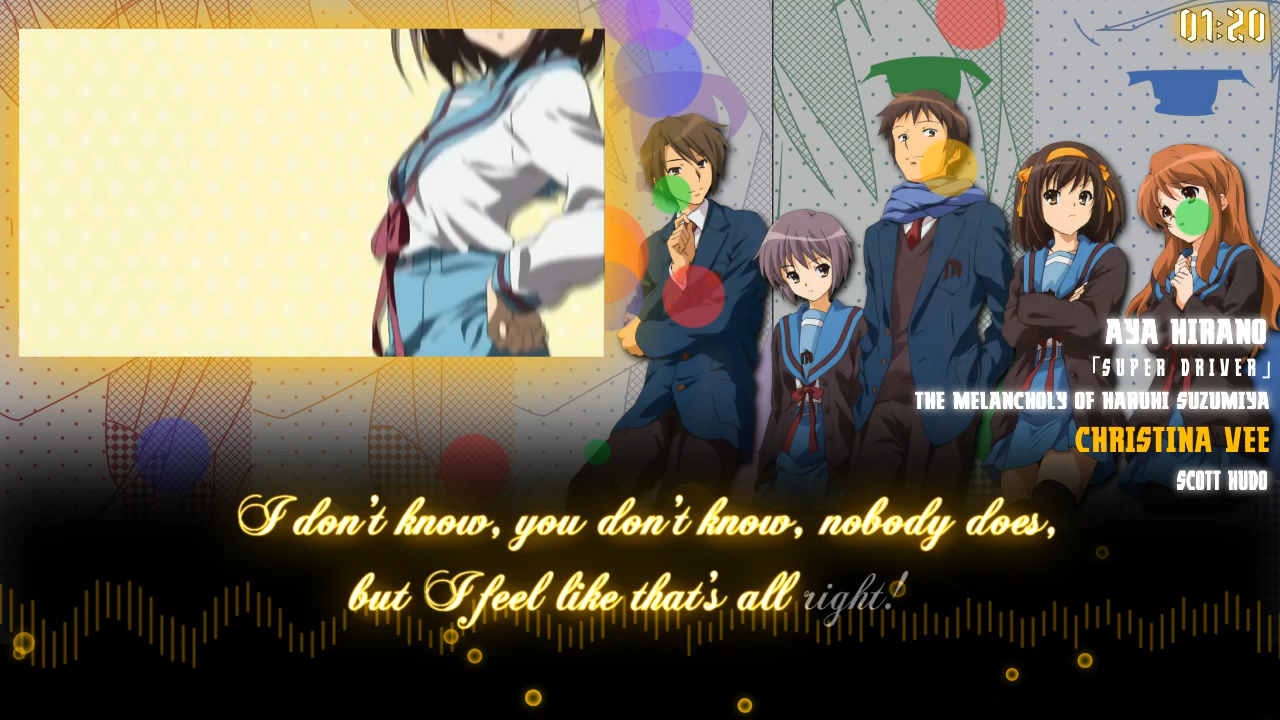 01:20
AYA HIRANO
「SUPER DRIVER」
THE MELANCHOLY OF HARUHI SUZUMIYA
CHRISTINA VEE
SCOTT HUDO
I don't know, you don't know, nobody does,
but I feel like that's all right!